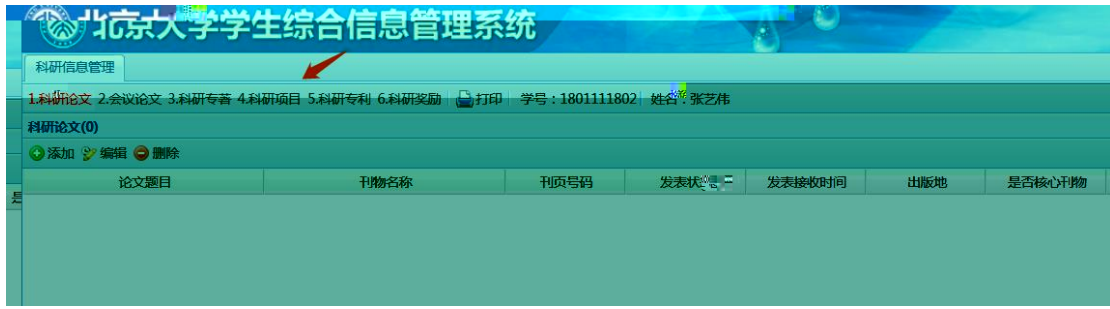 北京大学学生综合信息管理系统
科研信息管理
1.科研论文 2.会议论文 3.科研专著 4.科研项目 5.科研专利 6.科研奖励 打印 学号：1801111802 姓名：张艺伟
科研论文(0)
添加 编辑 删除
论文题目 刊物名称 刊页号码 发表状 发表接收时间 出版地 是否核心刊物
是